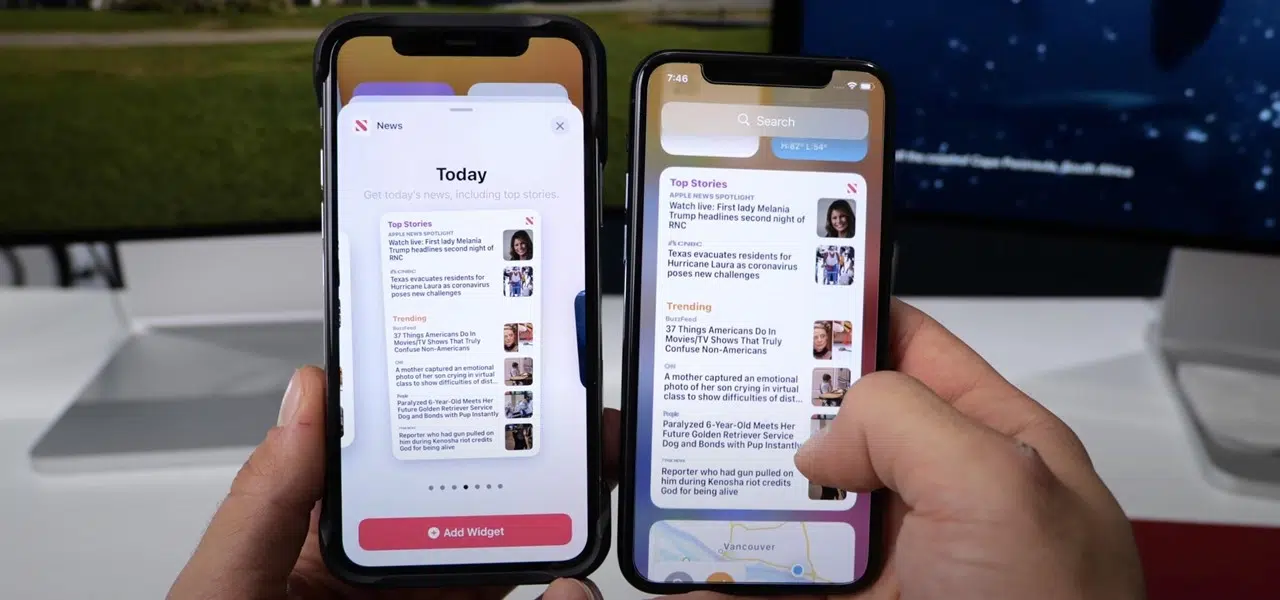 News
Today
Get today's news, including top stories.
Top Stories
APPLE NEWS SPOTLIGHT
Watch live: First lady Melania
Trump headlines second night of
RNC
CNBC
Texas evacuates residents for
Hurricane Laura as coronavirus
poses new challenges
Trending
BuzzFeed
37 Things Americans Do In
Movies/TV Shows That Truly
Confuse Non-Americans
CNN
A mother captured an emotional
photo of her son crying in virtual
class to show difficulties of dist...
People
Paralyzed 6-Year-Old Meets Her
Future Golden Retriever Service
Dog and Bonds with Pup Instantly
Reporter who had gun pulled on
him during Kenosha riot credits
God for being alive
Add Widget
7:46
Search
H:82° L:54°
Top Stories
APPLE NEWS SPOTLIGHT
Watch live: First lady Melania
Trump headlines second night of
RNC
CNBC
Texas evacuates residents for
Hurricane Laura as coronavirus
poses new challenges
Trending
BuzzFeed
37 Things Americans Do In
Movies/TV Shows That Truly
Confuse Non-Americans
CNN
A mother captured an emotional
photo of her son crying in virtual
class to show difficulties of dist...
People
Paralyzed 6-Year-Old Meets Her
Future Golden Retriever Service
Dog and Bonds with Pup Instantly
Reporter who had gun pulled on
him during Kenosha riot credits
God for being alive
Vancouver
of the coastal Cape Peninsula, South Africa